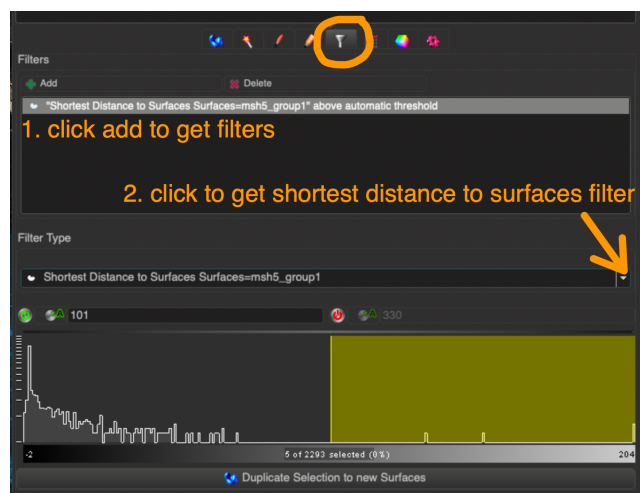 Filters
Add
Delete
"Shortest Distance to Surfaces Surfaces=msh5_group1" above automatic threshold
1. click add to get filters
2. click to get shortest distance to surfaces filter
Filter Type
Shortest Distance to Surfaces Surfaces=msh5_group1
A 101
A 330
-2
5 of 2293 selected (0%)
204
Duplicate Selection to new Surfaces